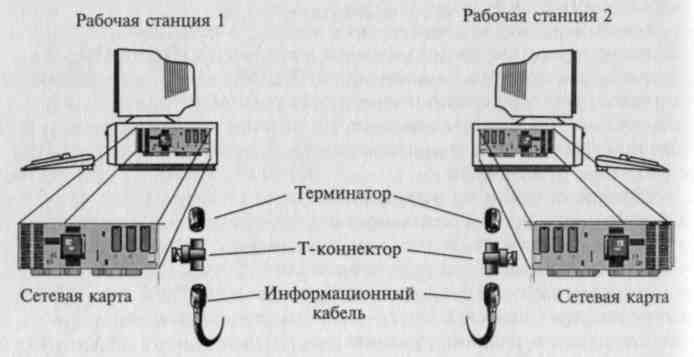 Рабочая станция 1
Рабочая станция 2
Терминатор
Т-коннектор
Сетевая карта
Информационный
кабель
Сетевая карта